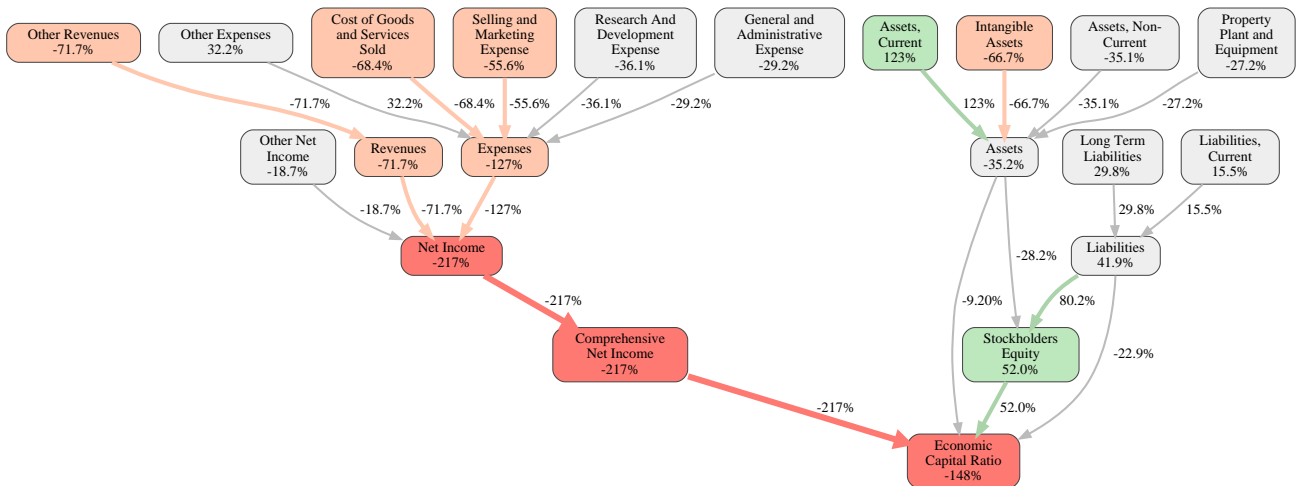 Other Revenues
-71.7%
Other Expenses
32.2%
Cost of Goods
and Services
Sold
-68.4%
Selling and
Marketing
Expense
-55.6%
Research And
Development
Expense
-36.1%
General and
Administrative
Expense
-29.2%
Assets,
Current
123%
Intangible
Assets
-66.7%
Assets, Non-
Current
-35.1%
Property
Plant and
Equipment
-27.2%
-71.7%
32.2%
-68.4%
-55.6%
-36.1%
-29.2%
123%
-66.7%
-35.1%
-27.2%
Other Net
Income
-18.7%
Revenues
-71.7%
Expenses
-127%
Assets
-35.2%
Long Term
Liabilities
29.8%
Liabilities,
Current
15.5%
-18.7%
-71.7%
-127%
29.8%
15.5%
Net Income
-217%
-28.2%
Liabilities
41.9%
-217%
-9.20%
80.2%
Comprehensive
Net Income
-217%
Stockholders
Equity
52.0%
-22.9%
-217%
52.0%
Economic
Capital Ratio
-148%